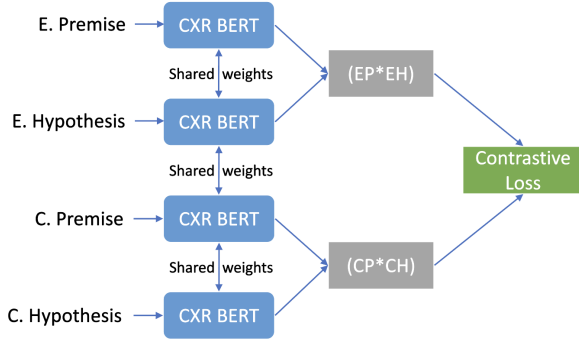 E. Premise
CXR BERT
Shared weights
(EP*EH)
E. Hypothesis
CXR BERT
Shared weights
Contrastive
Loss
C. Premise
CXR BERT
Shared weights
(CP*CH)
C. Hypothesis
CXR BERT